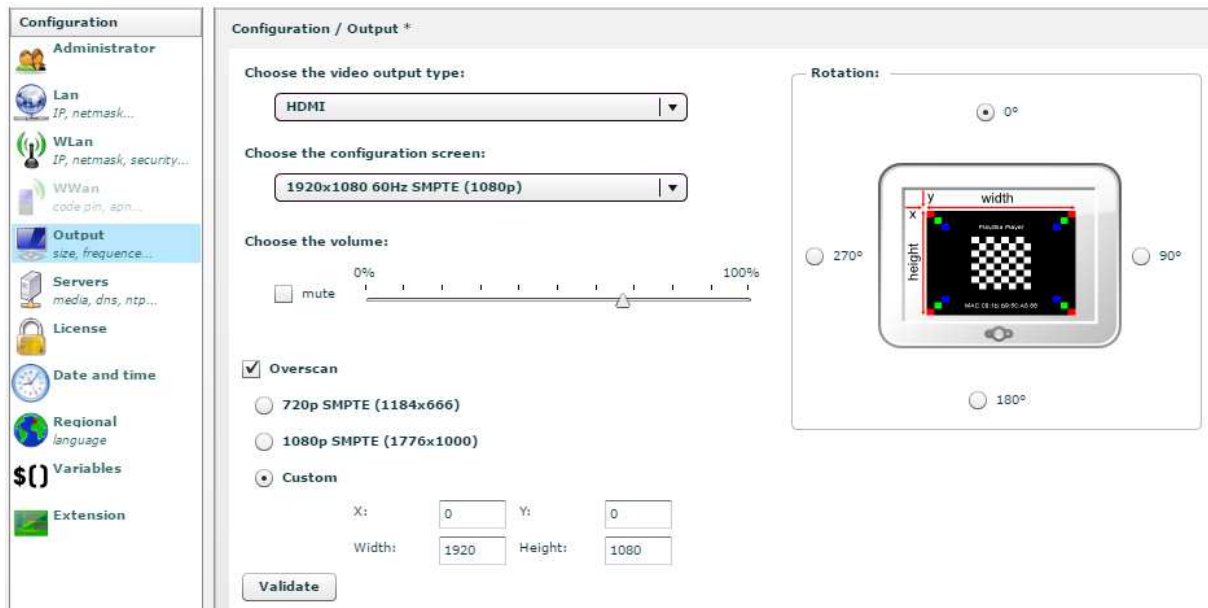 Configuration
Administrator
Lan
IP, netmask...
WLan
IP, netmask, security...
WWan
code pin, apn...
Output
size, frequence...
Servers
media, dns, ntp...
License
Date and time
Regional
language
$() Variables
Extension
Configuration / Output *
Choose the video output type:
HDMI
Choose the configuration screen:
1920x1080 60Hz SMPTE (1080p)
Choose the volume:
0% 100%
mute
Overscan
720p SMPTE (1184x666)
1080p SMPTE (1776x1000)
Custom
X: 0 Y: 0
Width: 1920 Height: 1080
Validate
Rotation:
0°
y width
x
height
Player
MAC
270°
90°
180°